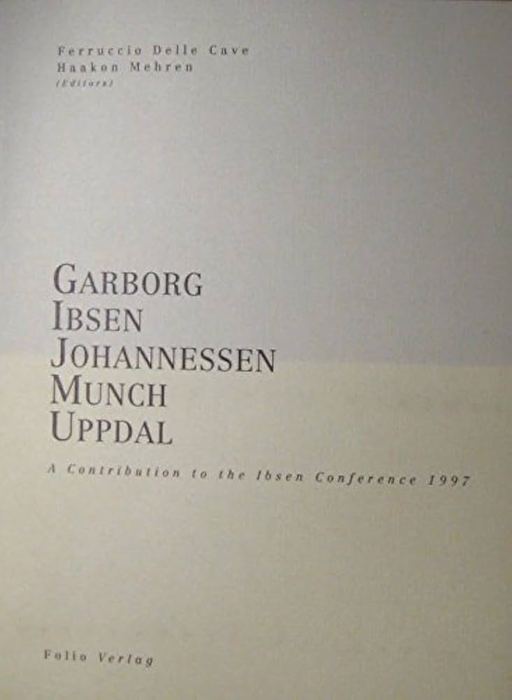 Ferruccio Delle Cave
Haakon Mehren
(Editors)
GARBORG
IBSEN
JOHANNESSEN
MUNCH
UPPDAL
A Contribution to the Ibsen Conference 1997
Folio Verlag